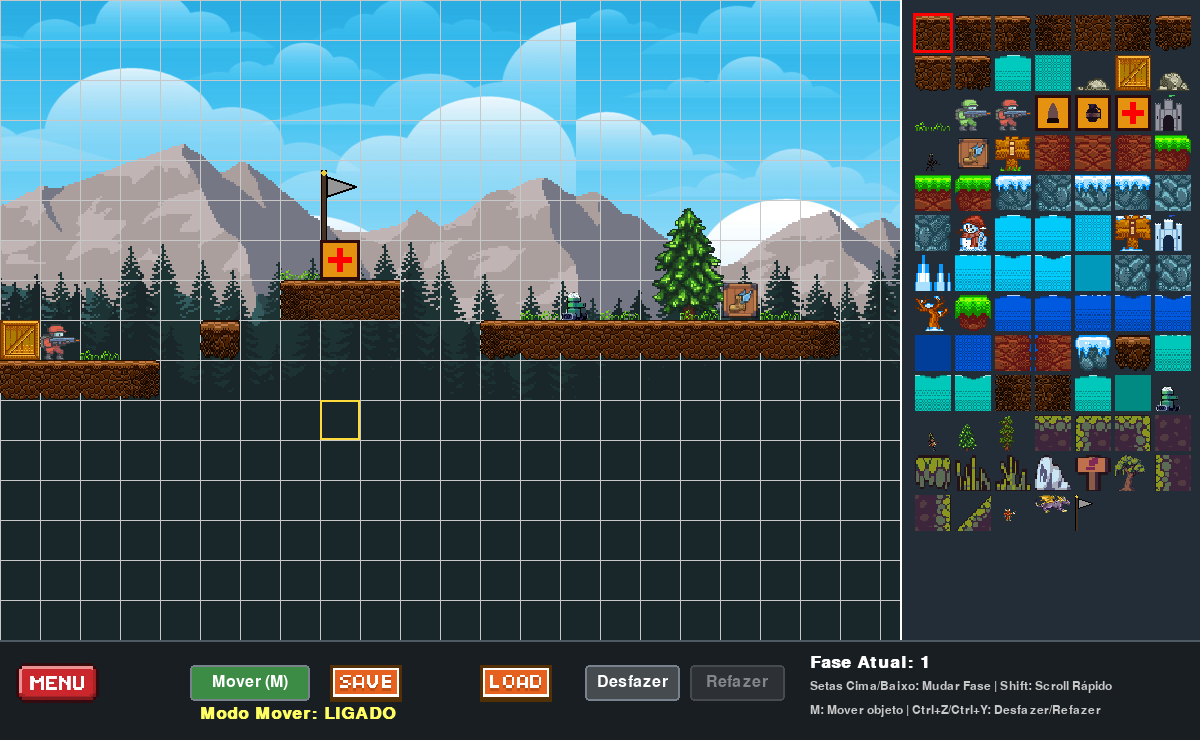 MENU
Mover (M)
SAVE
LOAD
Desfazer
Refazer
Modo Mover: LIGADO
Fase Atual: 1
Setas Cima/Baixo: Mudar Fase | Shift: Scroll Rápido
M: Mover objeto | Ctrl+Z/Ctrl+Y: Desfazer/Refazer